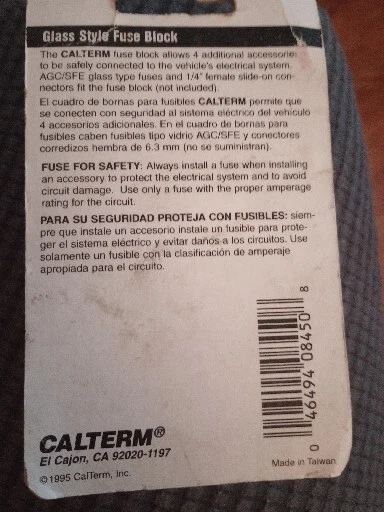 Glass Style Fuse Block
The CALTERM fuse block allows 4 additional accessories
to be safely connected to the vehicle's electrical system.
AGC/SFE glass type fuses and 1/4" female slide-on con-
nectors fit the fuse block (not included).
El cuadro de bornas para fusibles CALTERM permite que
se conecten con seguridad al sistema eléctrico del vehículo
4 accesorios adicionales. En el cuadro de bornas para
fusibles caben fusibles tipo vidrio AGC/SFE y conectores
corredizos hembra de 6.3 mm (no se suministran).
FUSE FOR SAFETY: Always install a fuse when installing
an accessory to protect the electrical system and to avoid
circuit damage. Use only a fuse with the proper amperage
rating for the circuit.
PARA SU SEGURIDAD PROTEJA CON FUSIBLES: siem-
pre que instale un accesorio instale un fusible para prote-
ger el sistema eléctrico y evitar daños a los circuitos. Use
solamente un fusible con la clasificación de amperaje
apropiada para el circuito.
0 46494 08450 8
CALTERM®
El Cajon, CA 92020-1197
©1995 CalTerm, Inc.
Made in Taiwan